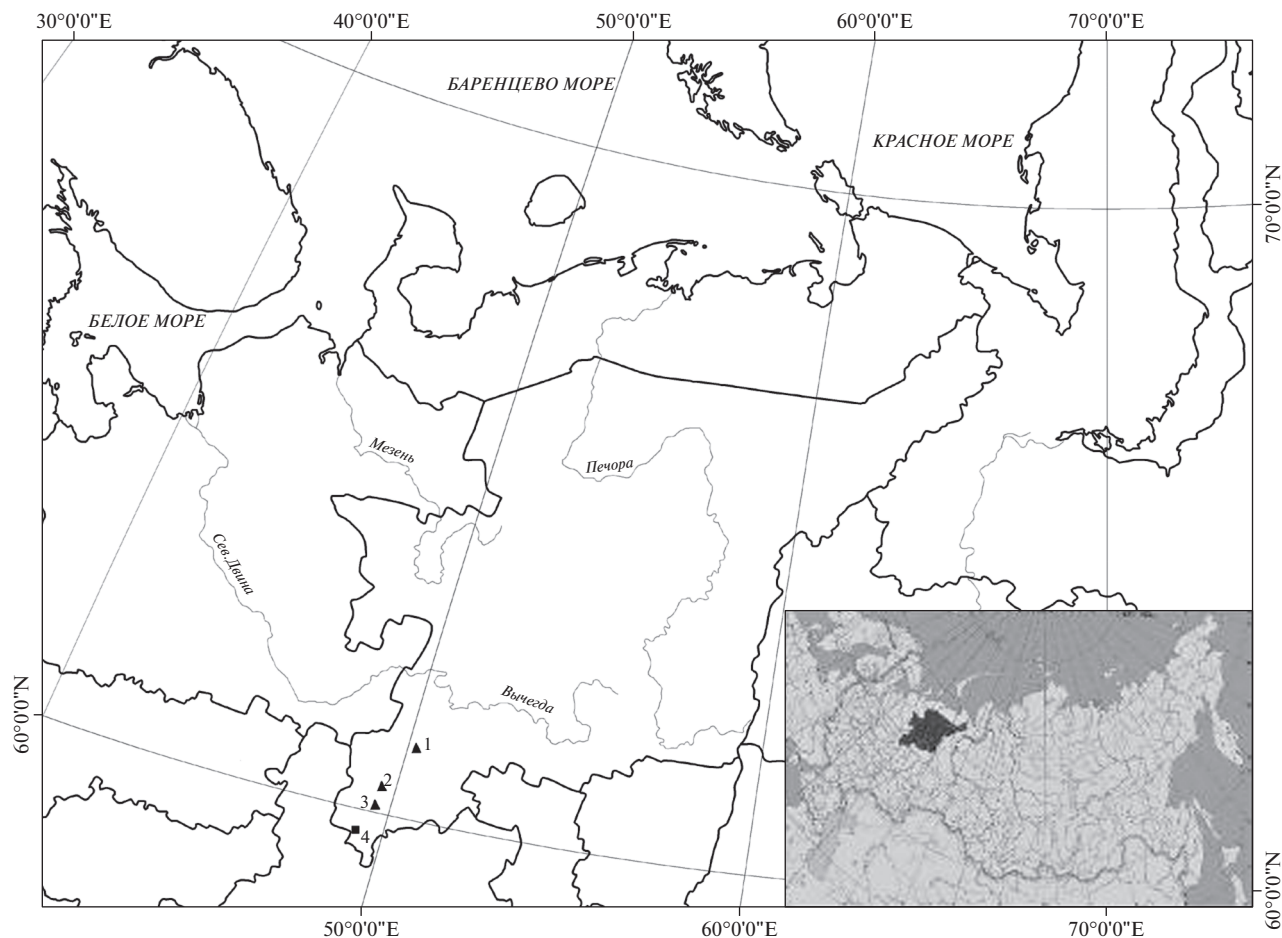 30°0'0"E
40°0'0"E
50°0'0"E
60°0'0"E
70°0'0"E
БАРЕНЦЕВО МОРЕ
КРАСНОЕ МОРЕ
70°0'0"N
БЕЛОЕ МОРЕ
Мезень
Печора
Сев.Двина
Вычегда
60°0'0"N
1
2
3
4
60°0'0"N
50°0'0"E
60°0'0"E
70°0'0"E